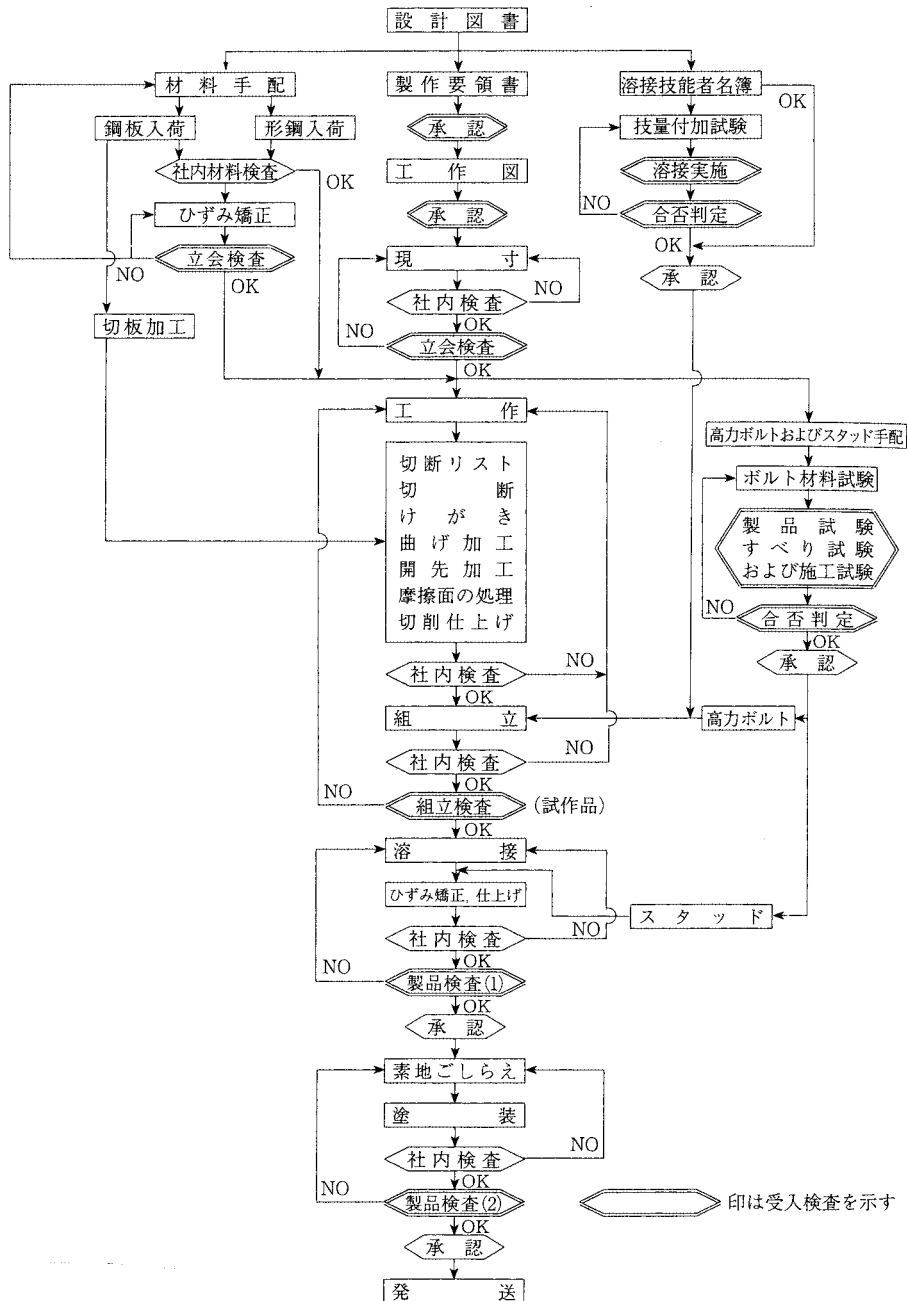 設計図書
材料手配
製作要領書
溶接技能者名簿
OK
鋼板入荷
形鋼入荷
承認
技量付加試験
社内材料検査
OK
工作図
溶接実施
NO
ひずみ矯正
承認
合否判定
OK
立会検査
NO
OK
現寸
承認
NO
社内検査
OK
切板加工
NO
立会検査
OK
工作
高力ボルトおよびスタッド手配
切断リスト
切断
けがき
曲げ加工
開先加工
摩擦面の処理
切削仕上げ
ボルト材料試験
製品試験
すべり試験
および施工試験
NO
合否判定
OK
承認
社内検査
NO
OK
組立
高力ボルト
社内検査
NO
OK
NO
組立検査
(試作品)
OK
溶接
ひずみ矯正, 仕上げ
スタッド
社内検査
NO
OK
NO
製品検査(1)
OK
承認
素地ごしらえ
塗装
社内検査
NO
OK
NO
製品検査(2)
印は受入検査を示す
OK
承認
発送